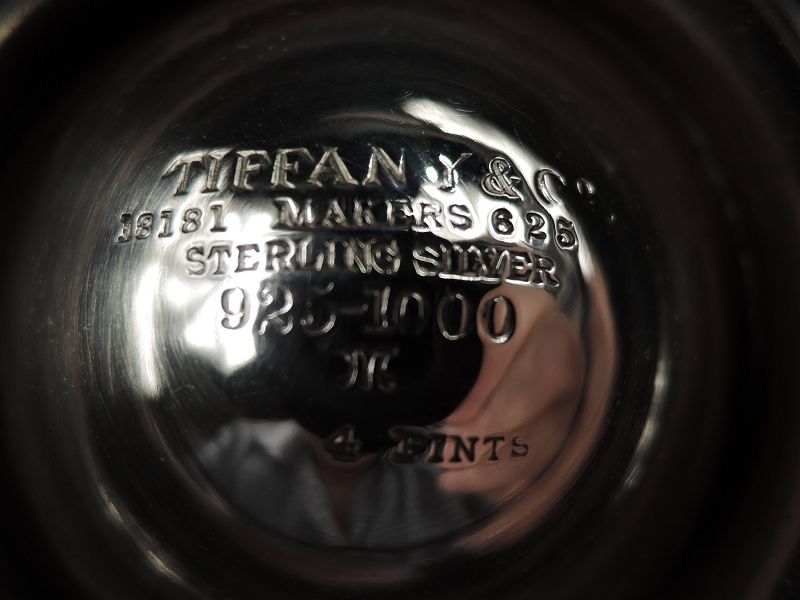 TIFFANY & Co.
18181 MAKERS 625
STERLING SILVER
925-1000
M
4 PINTS